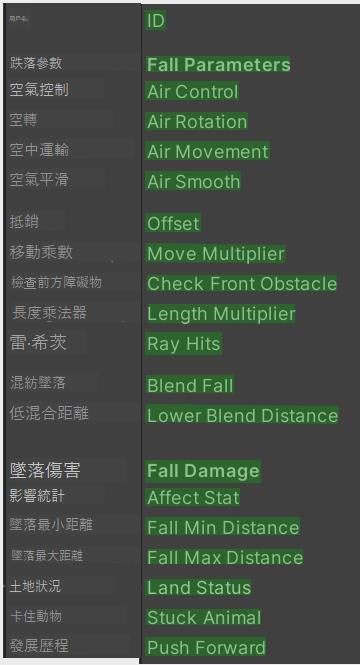 用戶名: ID
跌落參數 Fall Parameters
空氣控制 Air Control
空轉 Air Rotation
空中運輸 Air Movement
空氣平滑 Air Smooth
抵銷 Offset
移動乘數 Move Multiplier
檢查前方障礙物 Check Front Obstacle
長度乘法器 Length Multiplier
雷·希茨 Ray Hits
混紡墜落 Blend Fall
低混合距離 Lower Blend Distance
墜落傷害 Fall Damage
影響統計 Affect Stat
墜落最小距離 Fall Min Distance
墜落最大距離 Fall Max Distance
土地狀況 Land Status
卡住動物 Stuck Animal
發展歷程 Push Forward